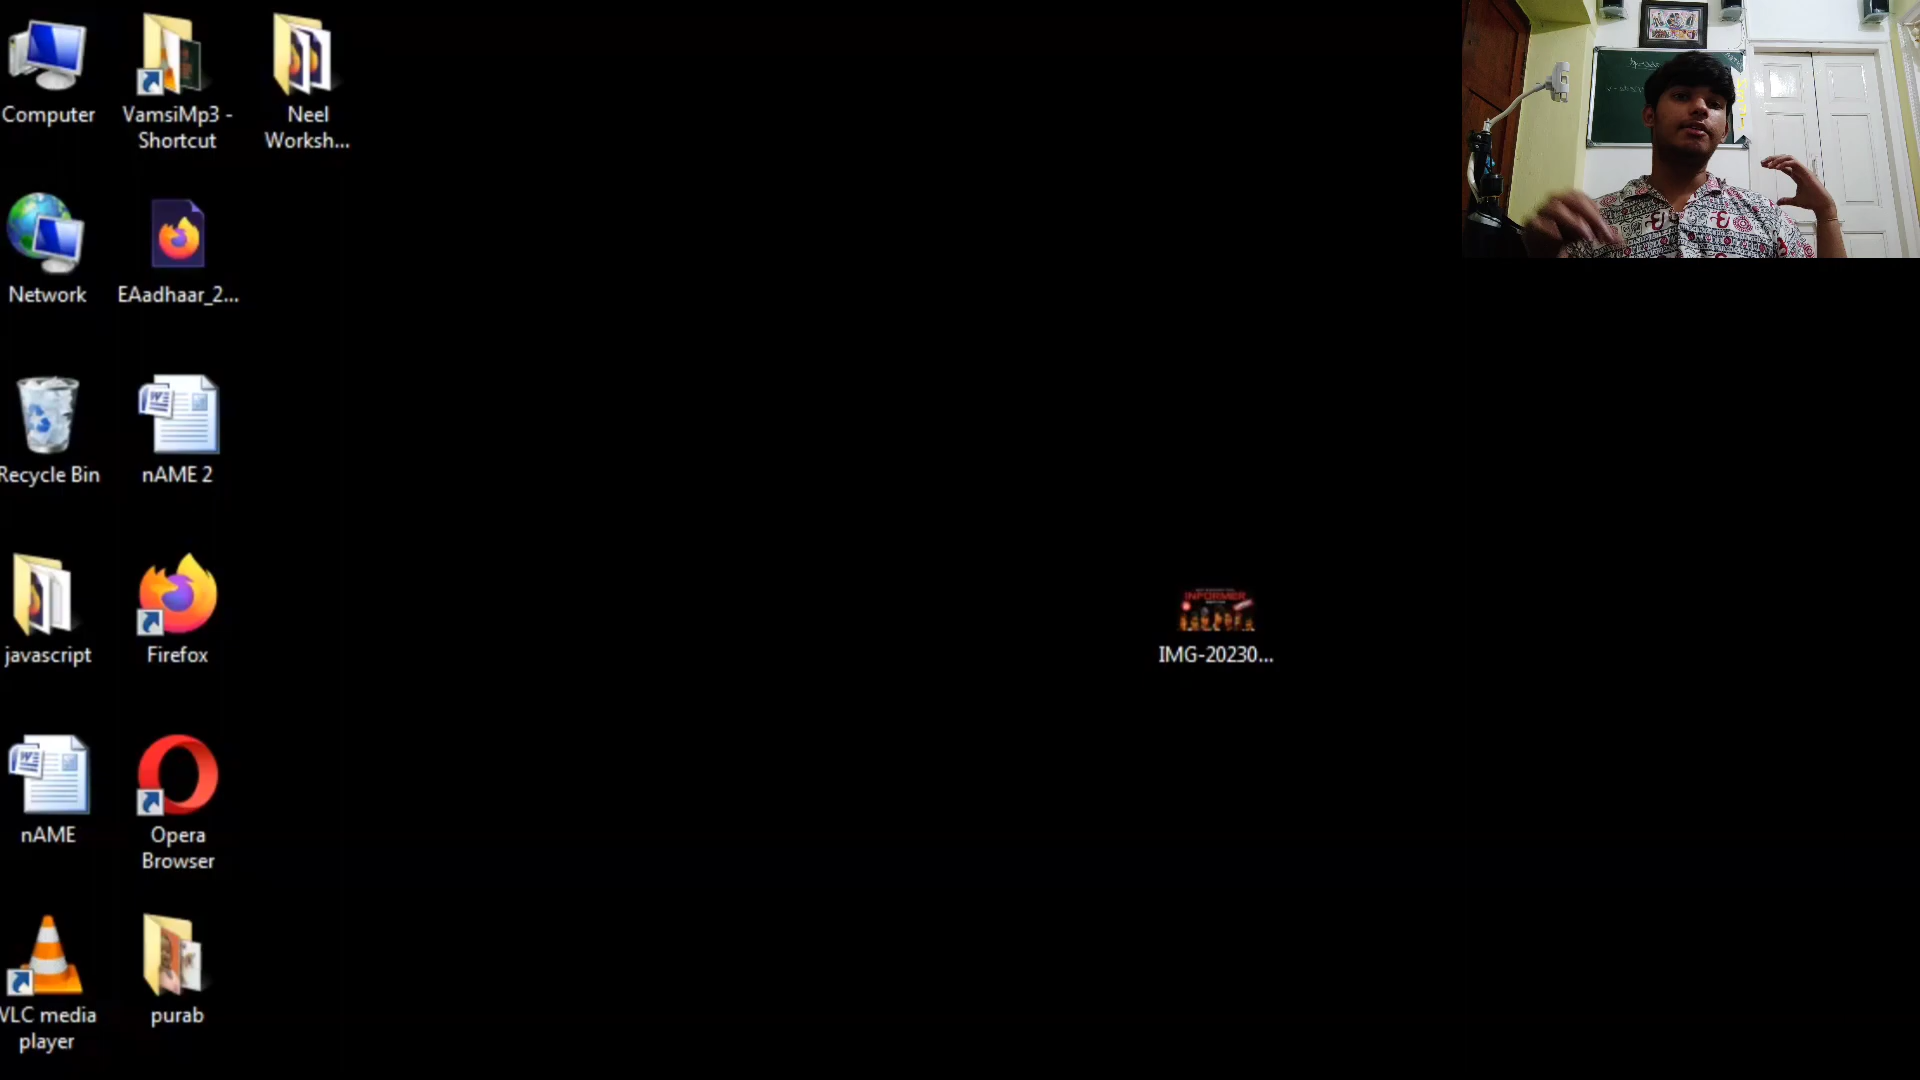 Computer
VamsiMp3 -
Shortcut
Neel
Worksh...
Network
EAadhaar_2...
Recycle Bin
nAME 2
javascript
Firefox
INFORMER
IMG-20230...
nAME
Opera
Browser
VLC media
player
purab